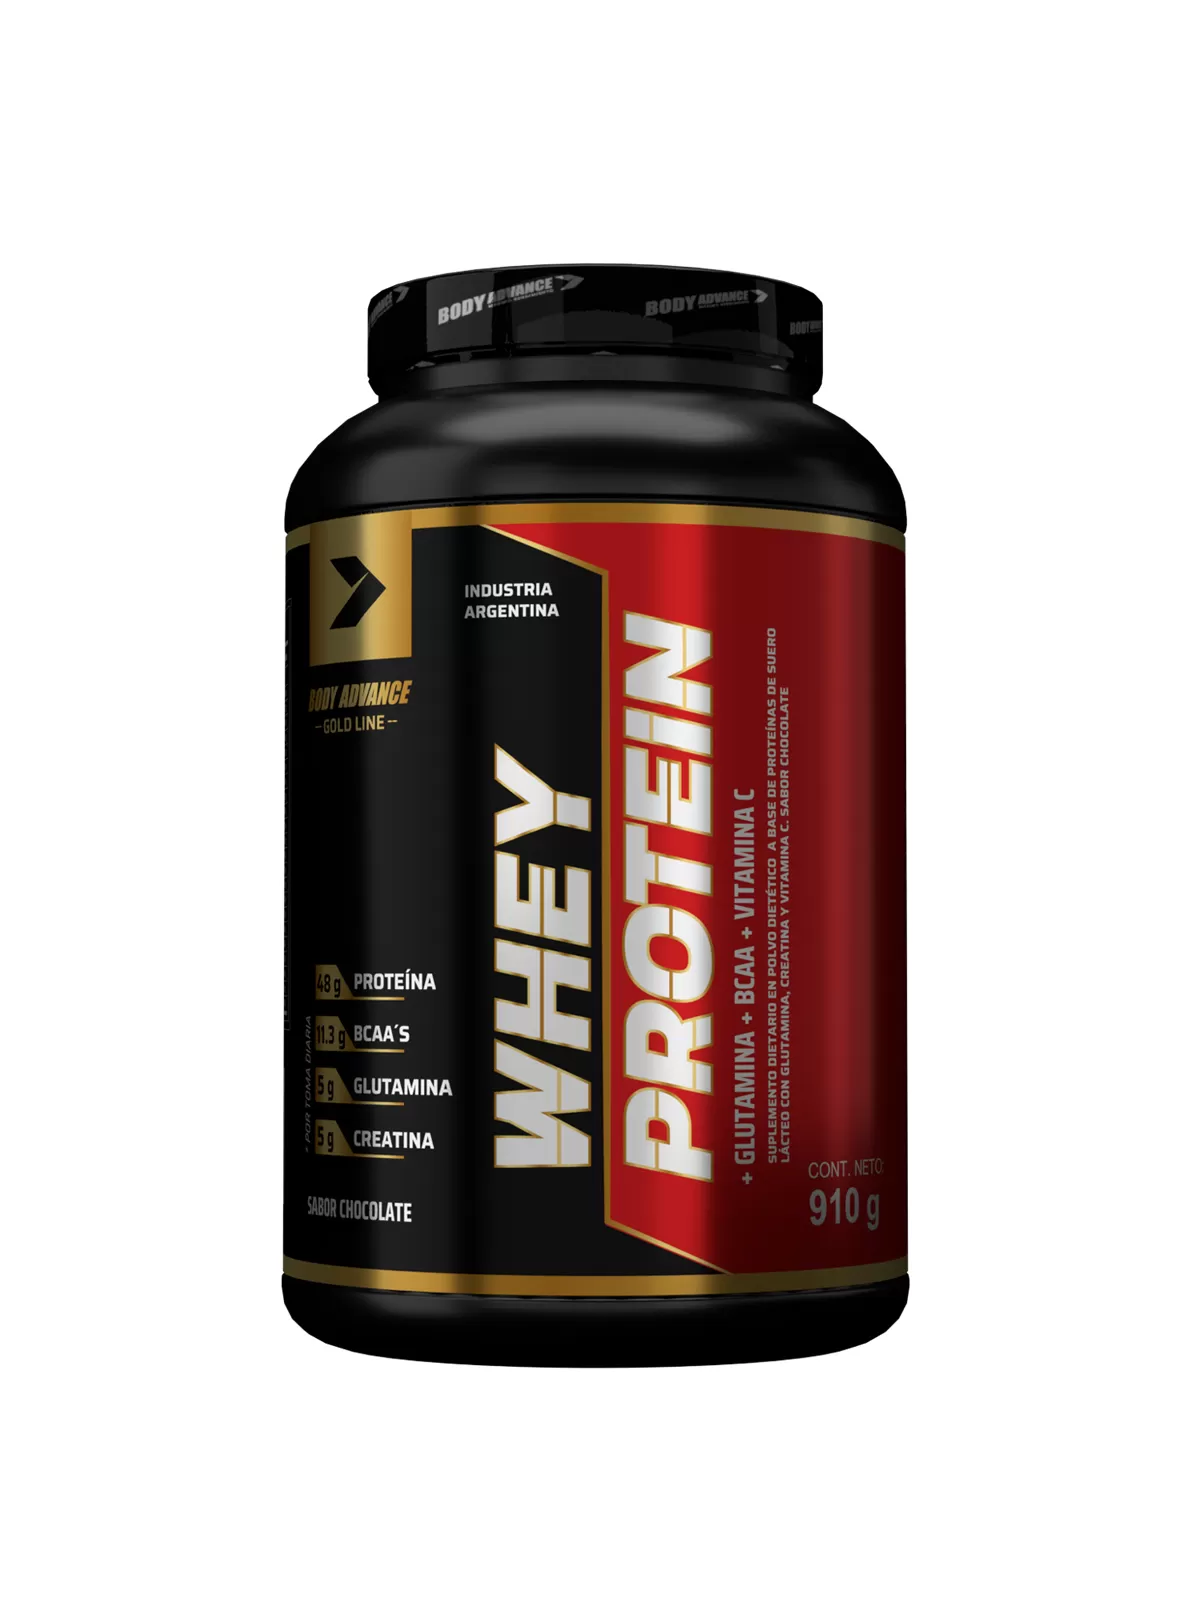 BODY ADVANCE
BODY ADVANCE
BODY
INDUSTRIA
ARGENTINA
BODY ADVANCE
-- GOLD LINE --
WHEY
PROTEIN
+ GLUTAMINA + BCAA + VITAMINA C
SUPLEMENTO DIETARIO EN POLVO DIETÉTICO A BASE DE PROTEÍNAS DE SUERO
LÁCTEO CON GLUTAMINA, CREATINA Y VITAMINA C. SABOR CHOCOLATE
48 g PROTEÍNA
11.3 g BCAA´S
5 g GLUTAMINA
5 g CREATINA
* POR TOMA DIARIA
SABOR CHOCOLATE
CONT. NETO:
910 g